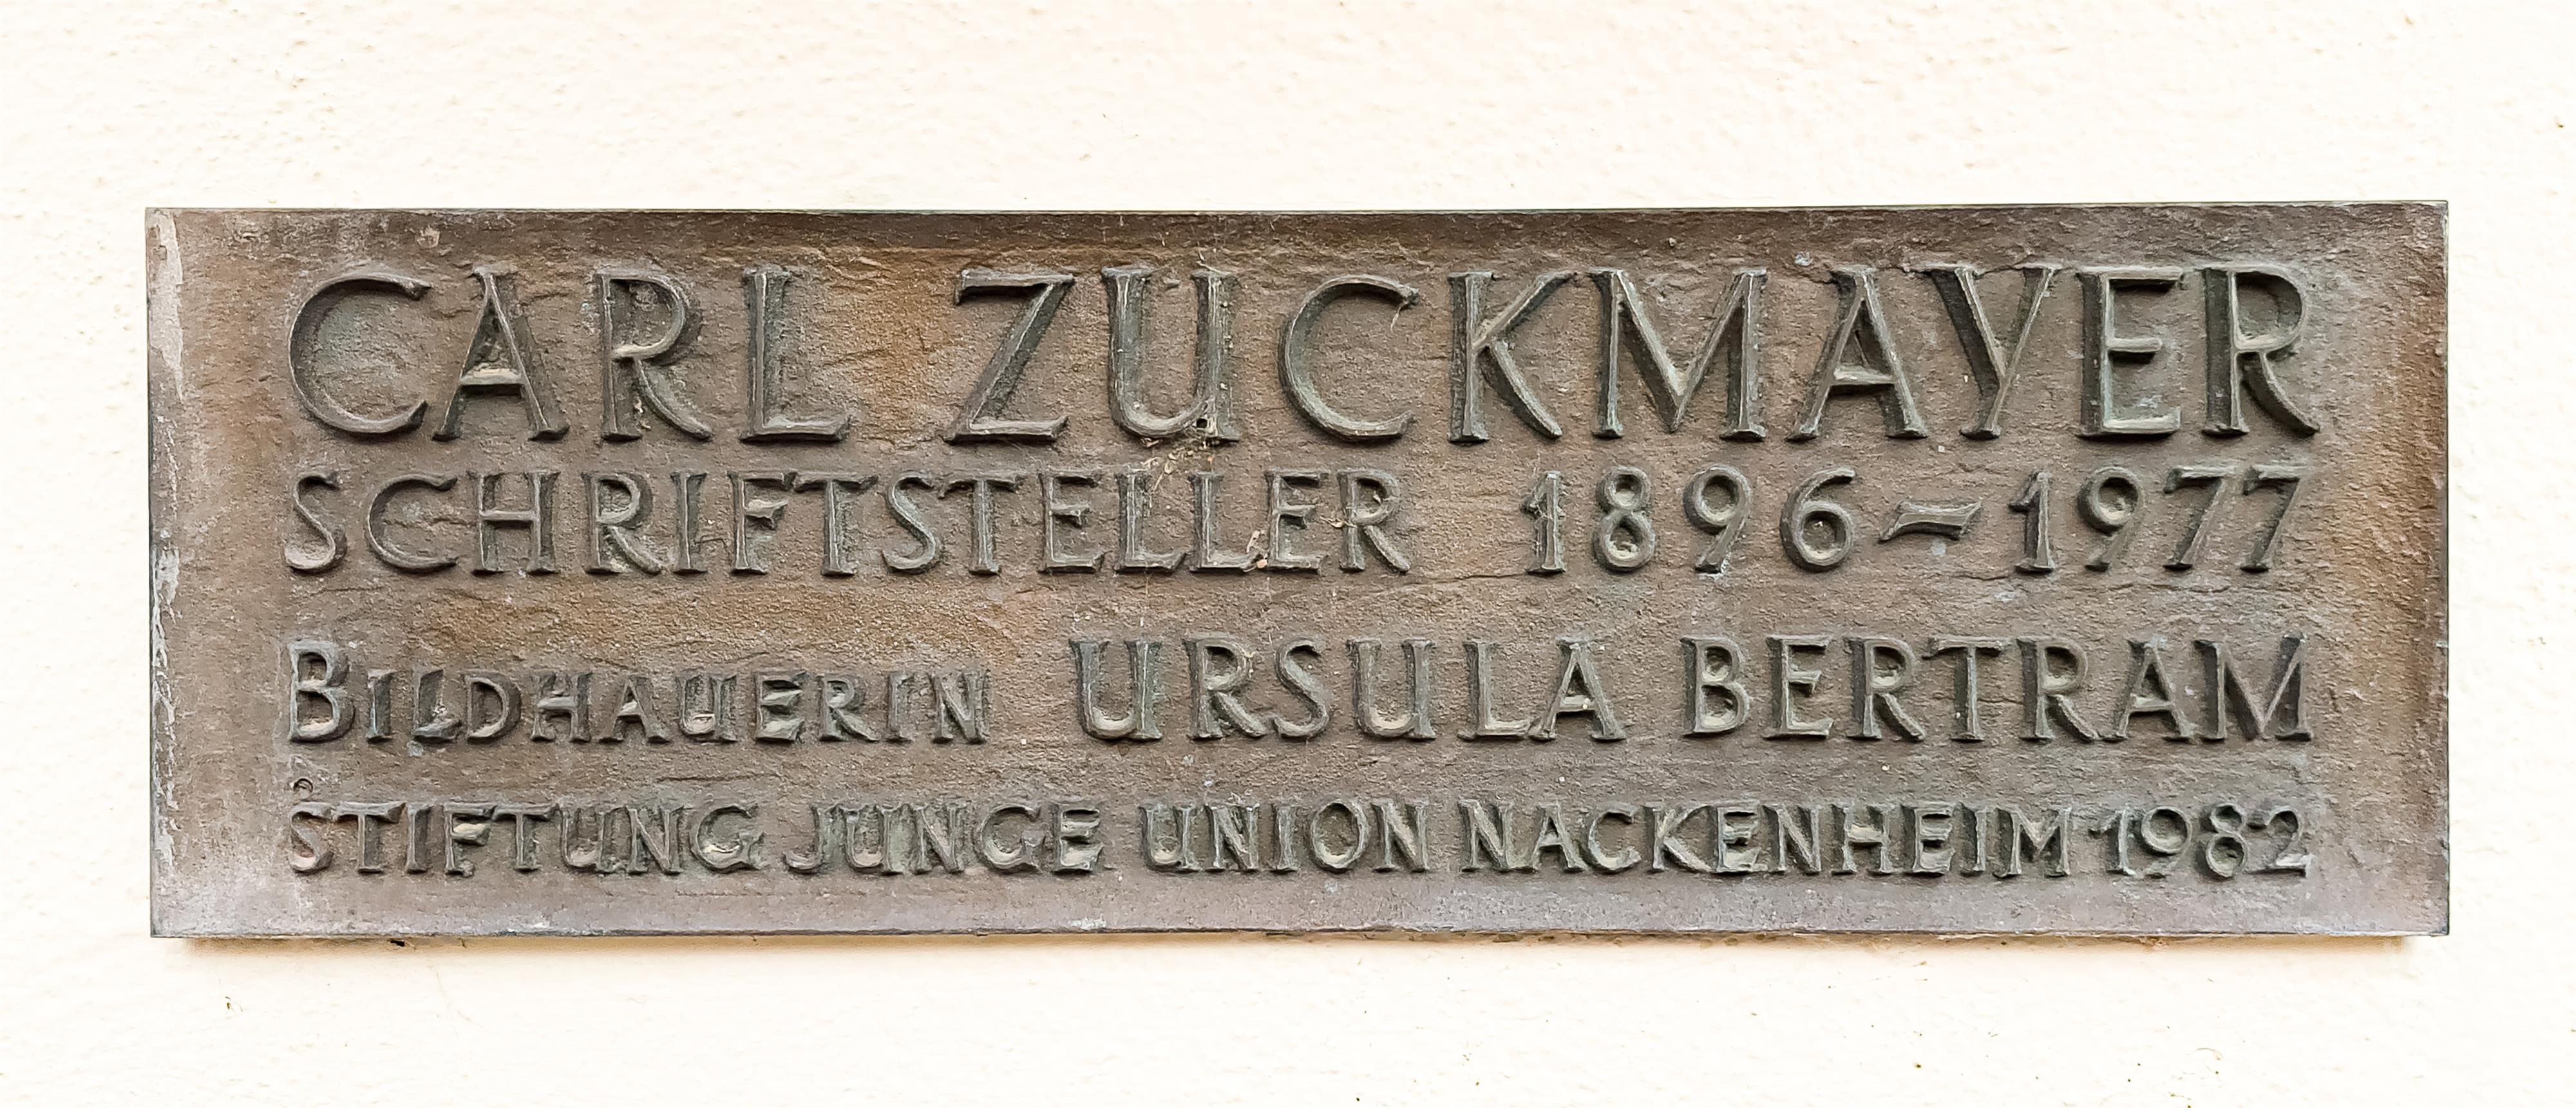 CARL ZUCKMAYER
SCHRIFTSTELLER 1896-1977
BILDHAUERIN URSULA BERTRAM
STIFTUNG JUNGE UNION NACKENHEIM 1982